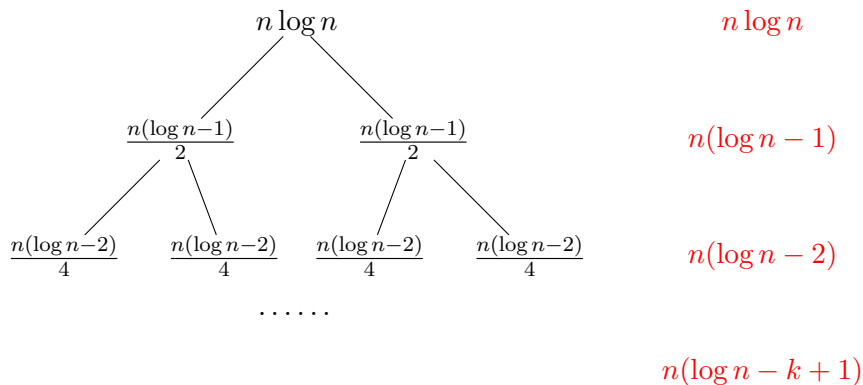 n log n    n log n
n(log n−1)/2    n(log n−1)/2    n(log n − 1)
n(log n−2)/4    n(log n−2)/4    n(log n−2)/4    n(log n−2)/4    n(log n − 2)
......
n(log n − k + 1)